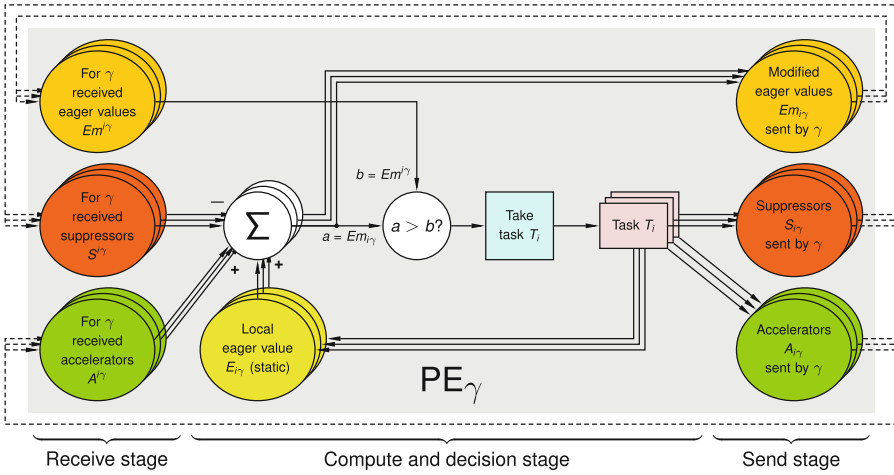 For γ
received
eager values
Em^{iγ}
For γ
received
suppressors
S^{iγ}
For γ
received
accelerators
A^{iγ}
−
+
+
Σ
Local
eager value
E_{iγ} (static)
a = Em_{iγ}
b = Em^{iγ}
a > b?
Take
task T_i
Task T_i
Modified
eager values
Em_{iγ}
sent by γ
Suppressors
S_{iγ}
sent by γ
Accelerators
A_{iγ}
sent by γ
PE_γ
Receive stage
Compute and decision stage
Send stage